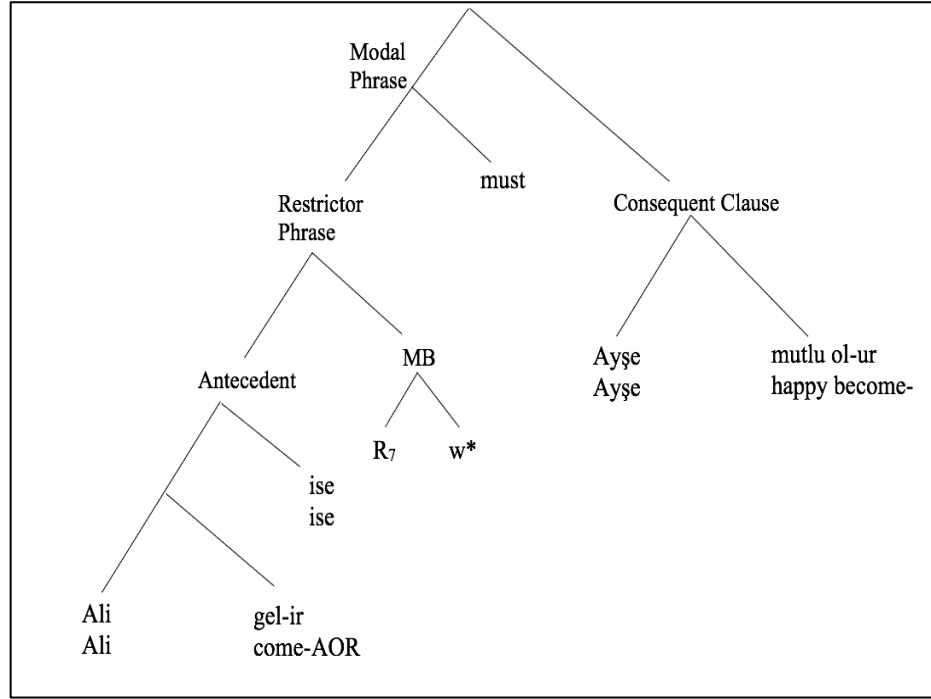 Modal
Phrase
must
Restrictor
Phrase
Consequent Clause
Antecedent
MB
Ayşe
Ayşe
mutlu ol-ur
happy become-
R₇
w*
ise
ise
Ali
Ali
gel-ir
come-AOR